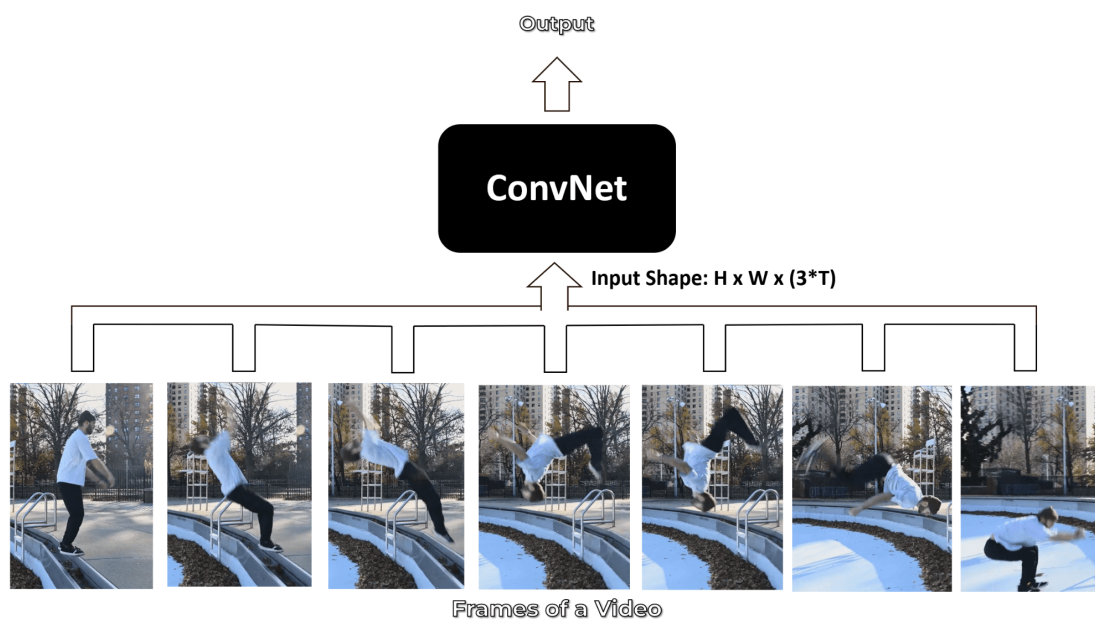 Output
ConvNet
Input Shape: H x W x (3*T)
Frames of a Video